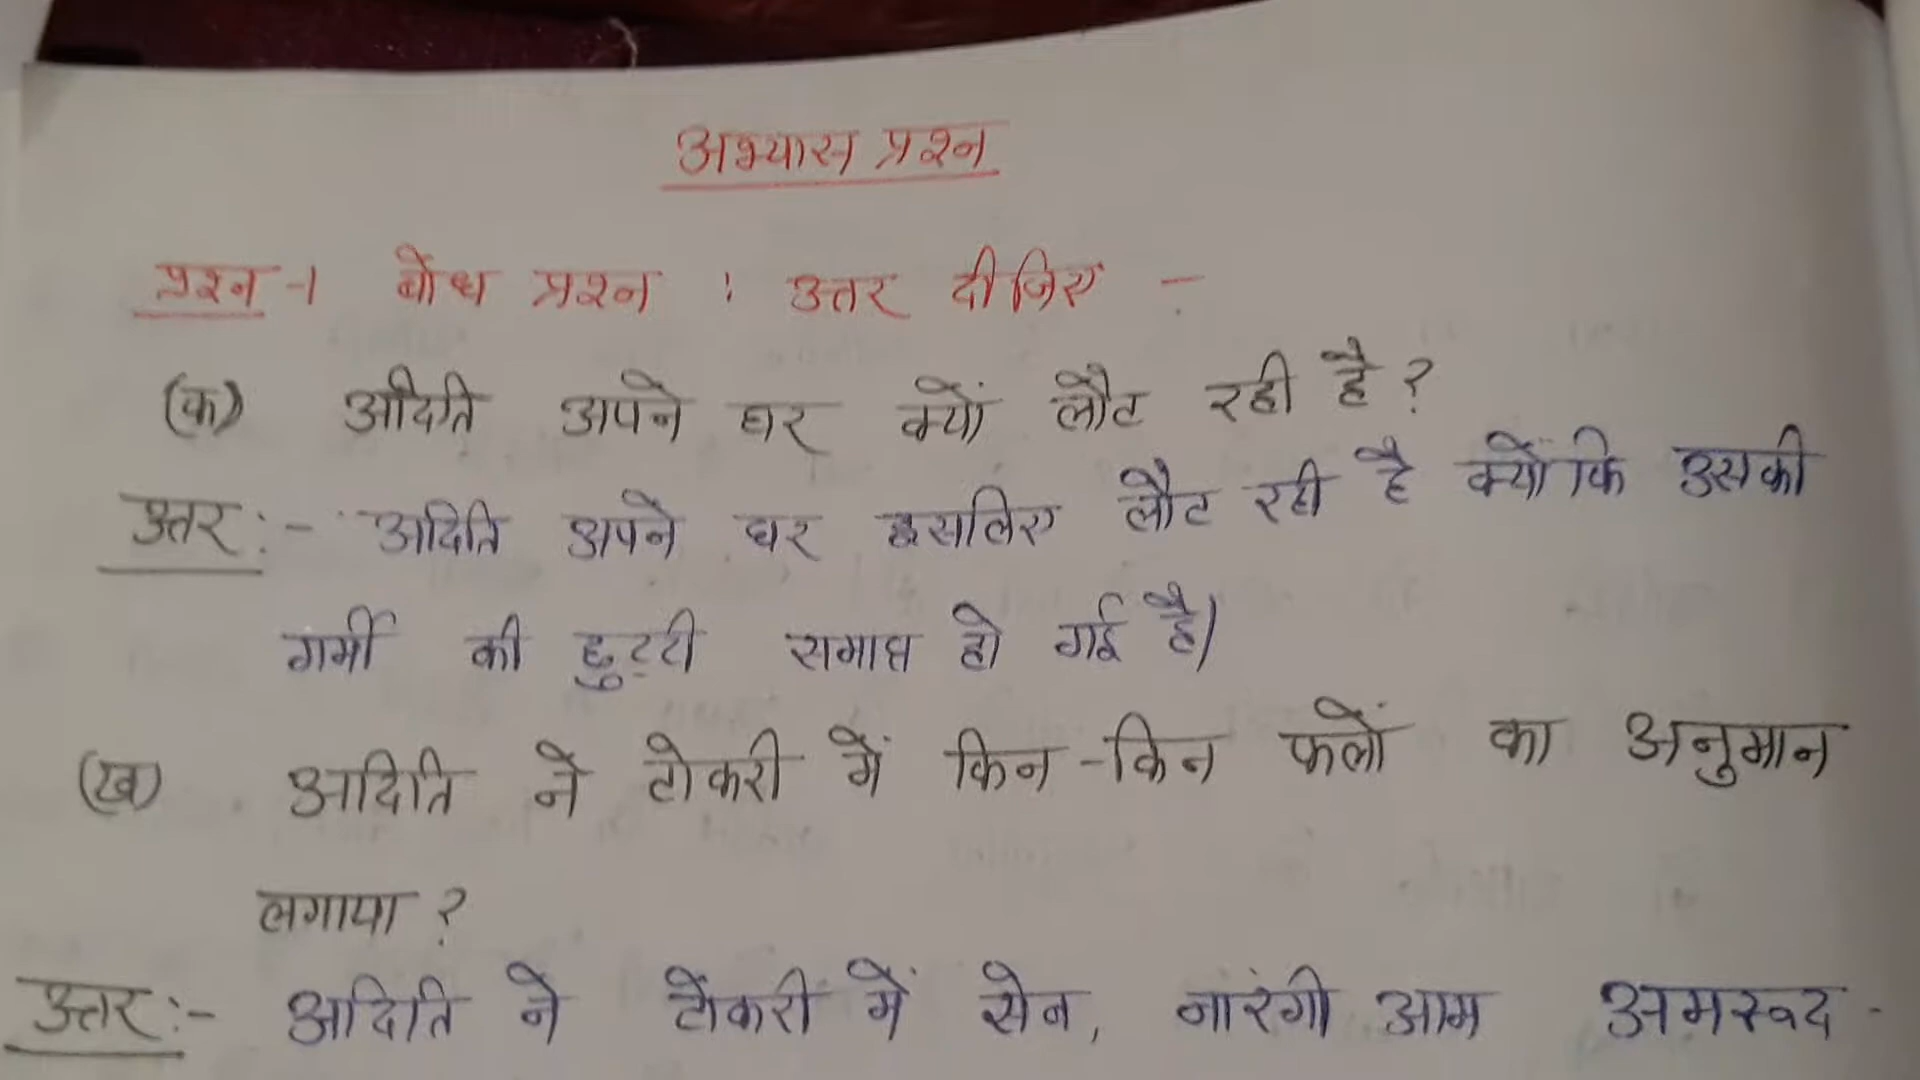 अभ्यास प्रश्न
प्रश्न-1 बोध प्रश्न : उत्तर दीजिए -
(क) अदिति अपने घर क्यों लौट रही है ?
उत्तर :- अदिति अपने घर इसलिए लौट रही है क्योंकि उसकी
गर्मी की छुट्टी समाप्त हो गई है।
(ख) अदिति ने टोकरी में किन-किन फलों का अनुमान
लगाया ?
उत्तर :- अदिति ने टोकरी में सेब, नारंगी आम अमरूद -